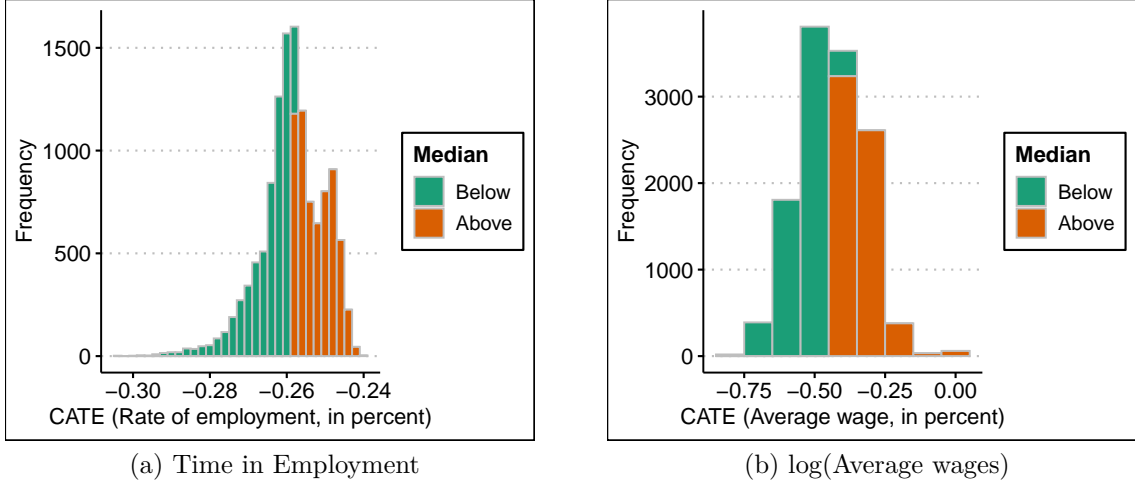 1500
1000
500
0
Frequency
−0.30 −0.28 −0.26 −0.24
CATE (Rate of employment, in percent)
Median
Below
Above
(a) Time in Employment
3000
2000
1000
0
Frequency
−0.75 −0.50 −0.25 0.00
CATE (Average wage, in percent)
Median
Below
Above
(b) log(Average wages)